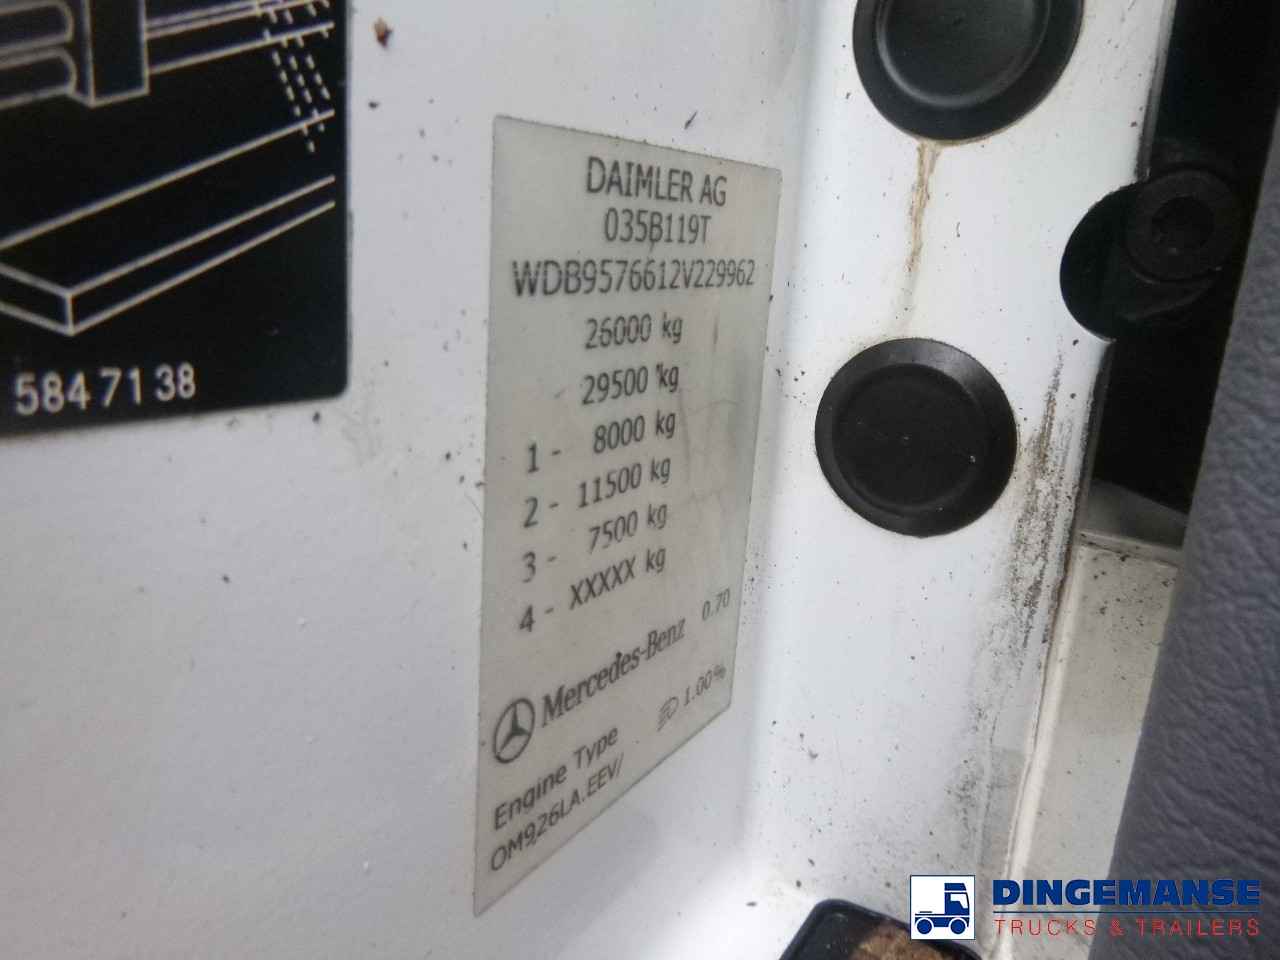 5847138
DAIMLER AG
035B119T
WDB9576612V229962
26000 kg
29500 kg
1 - 8000 kg
2 - 11500 kg
3 - 7500 kg
4 - XXXXX kg
Mercedes-Benz 0.70
Engine Type 1.00%
OM926LA.EEV/
DINGEMANSE
TRUCKS & TRAILERS